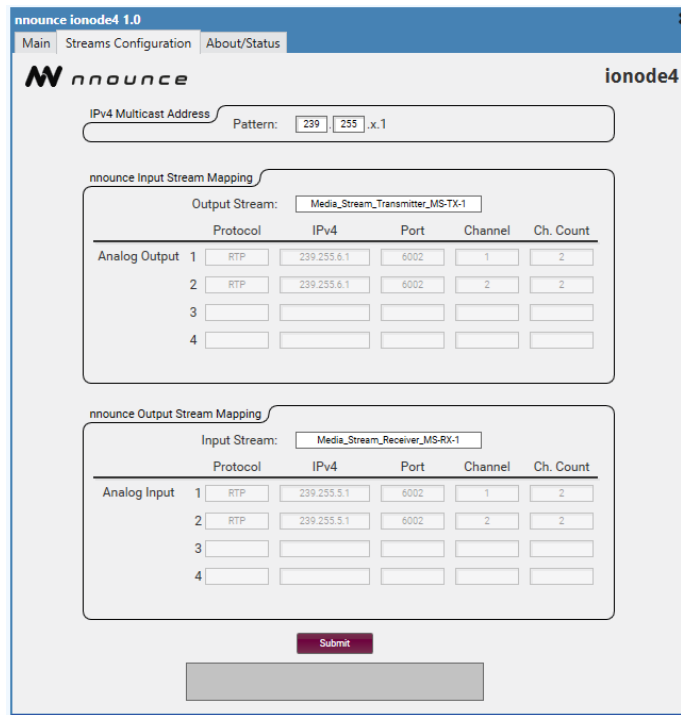 nnounce ionode4 1.0
Main Streams Configuration About/Status
nnounce ionode4
IPv4 Multicast Address
Pattern: 239 . 255 .x.1
nnounce Input Stream Mapping
Output Stream: Media_Stream_Transmitter_MS-TX-1
Protocol IPv4 Port Channel Ch. Count
Analog Output 1 RTP 239.255.6.1 6002 1 2
2 RTP 239.255.6.1 6002 2 2
3
4
nnounce Output Stream Mapping
Input Stream: Media_Stream_Receiver_MS-RX-1
Protocol IPv4 Port Channel Ch. Count
Analog Input 1 RTP 239.255.5.1 6002 1 2
2 RTP 239.255.5.1 6002 2 2
3
4
Submit